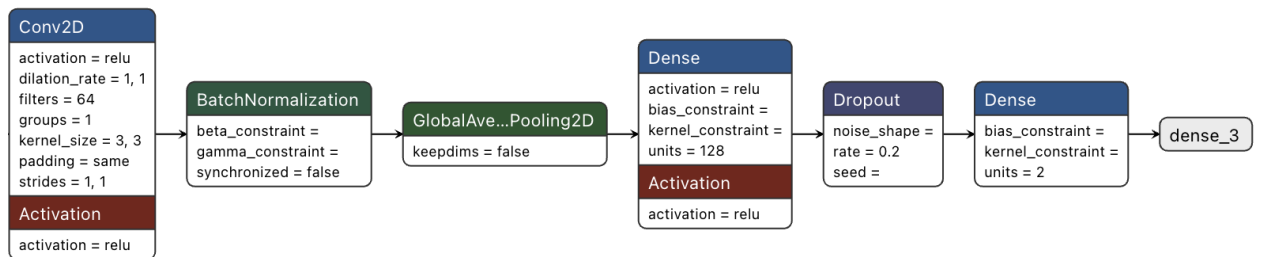 Conv2D
activation = relu
dilation_rate = 1, 1
filters = 64
groups = 1
kernel_size = 3, 3
padding = same
strides = 1, 1
Activation
activation = relu
BatchNormalization
beta_constraint =
gamma_constraint =
synchronized = false
GlobalAve...Pooling2D
keepdims = false
Dense
activation = relu
bias_constraint =
kernel_constraint =
units = 128
Activation
activation = relu
Dropout
noise_shape =
rate = 0.2
seed =
Dense
bias_constraint =
kernel_constraint =
units = 2
dense_3